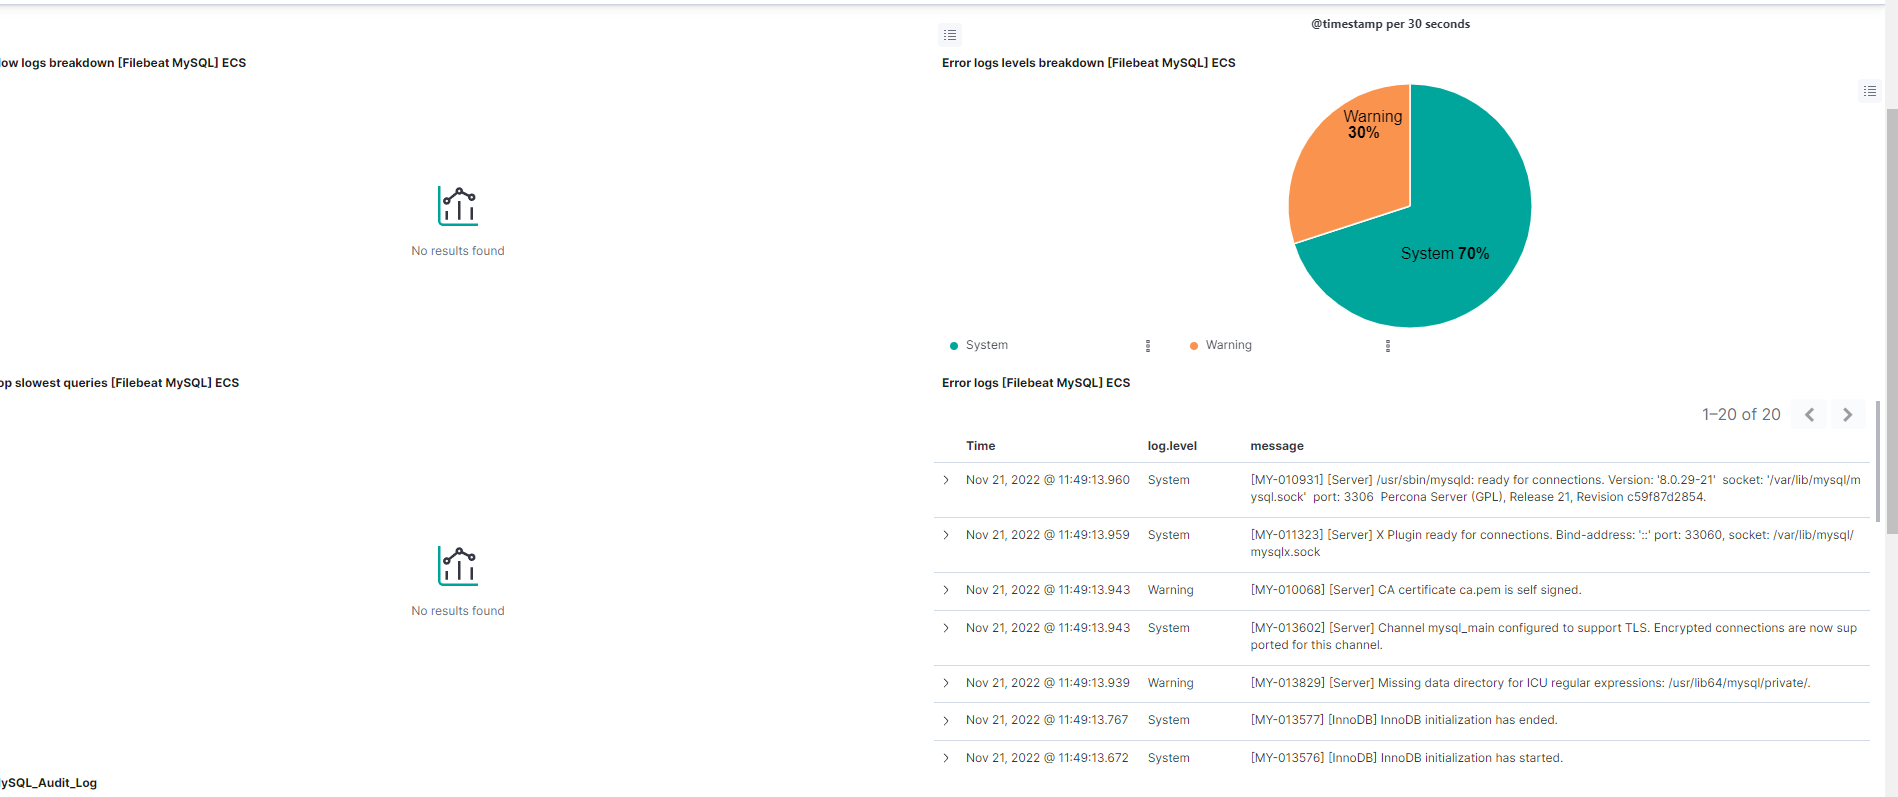 @timestamp per 30 seconds
low logs breakdown [Filebeat MySQL] ECS
No results found
Error logs levels breakdown [Filebeat MySQL] ECS
Warning
30%
System 70%
System
Warning
op slowest queries [Filebeat MySQL] ECS
No results found
Error logs [Filebeat MySQL] ECS
1–20 of 20
Time log.level message
Nov 21, 2022 @ 11:49:13.960 System [MY-010931] [Server] /usr/sbin/mysqld: ready for connections. Version: '8.0.29-21' socket: '/var/lib/mysql/m
ysql.sock' port: 3306 Percona Server (GPL), Release 21, Revision c59f87d2854.
Nov 21, 2022 @ 11:49:13.959 System [MY-011323] [Server] X Plugin ready for connections. Bind-address: '::' port: 33060, socket: /var/lib/mysql/
mysqlx.sock
Nov 21, 2022 @ 11:49:13.943 Warning [MY-010068] [Server] CA certificate ca.pem is self signed.
Nov 21, 2022 @ 11:49:13.943 System [MY-013602] [Server] Channel mysql_main configured to support TLS. Encrypted connections are now sup
ported for this channel.
Nov 21, 2022 @ 11:49:13.939 Warning [MY-013829] [Server] Missing data directory for ICU regular expressions: /usr/lib64/mysql/private/.
Nov 21, 2022 @ 11:49:13.767 System [MY-013577] [InnoDB] InnoDB initialization has ended.
Nov 21, 2022 @ 11:49:13.672 System [MY-013576] [InnoDB] InnoDB initialization has started.
ySQL_Audit_Log